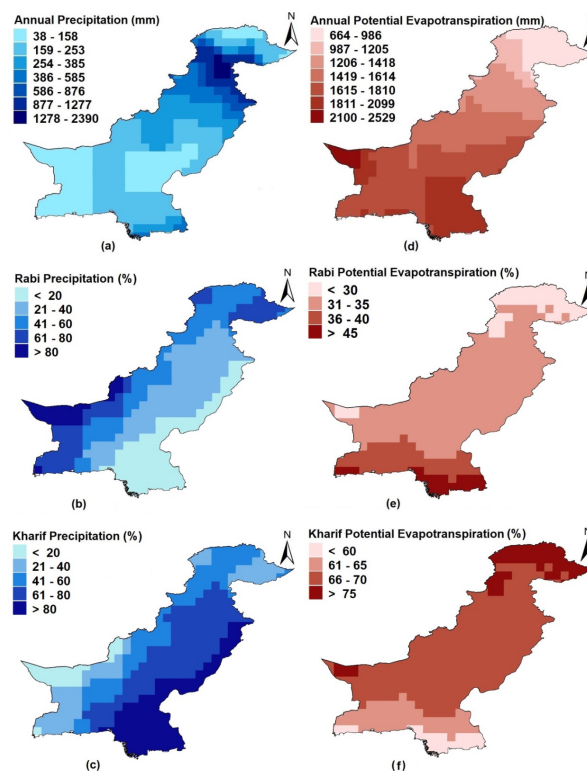 Annual Precipitation (mm)
38 - 158
159 - 253
254 - 385
386 - 585
586 - 876
877 - 1277
1278 - 2390
N
(a)
Annual Potential Evapotranspiration (mm)
664 - 986
987 - 1205
1206 - 1418
1419 - 1614
1615 - 1810
1811 - 2099
2100 - 2529
N
(d)
Rabi Precipitation (%)
< 20
21 - 40
41 - 60
61 - 80
> 80
N
(b)
Rabi Potential Evapotranspiration (%)
< 30
31 - 35
36 - 40
> 45
N
(e)
Kharif Precipitation (%)
< 20
21 - 40
41 - 60
61 - 80
> 80
N
(c)
Kharif Potential Evapotranspiration (%)
< 60
61 - 65
66 - 70
> 75
N
(f)